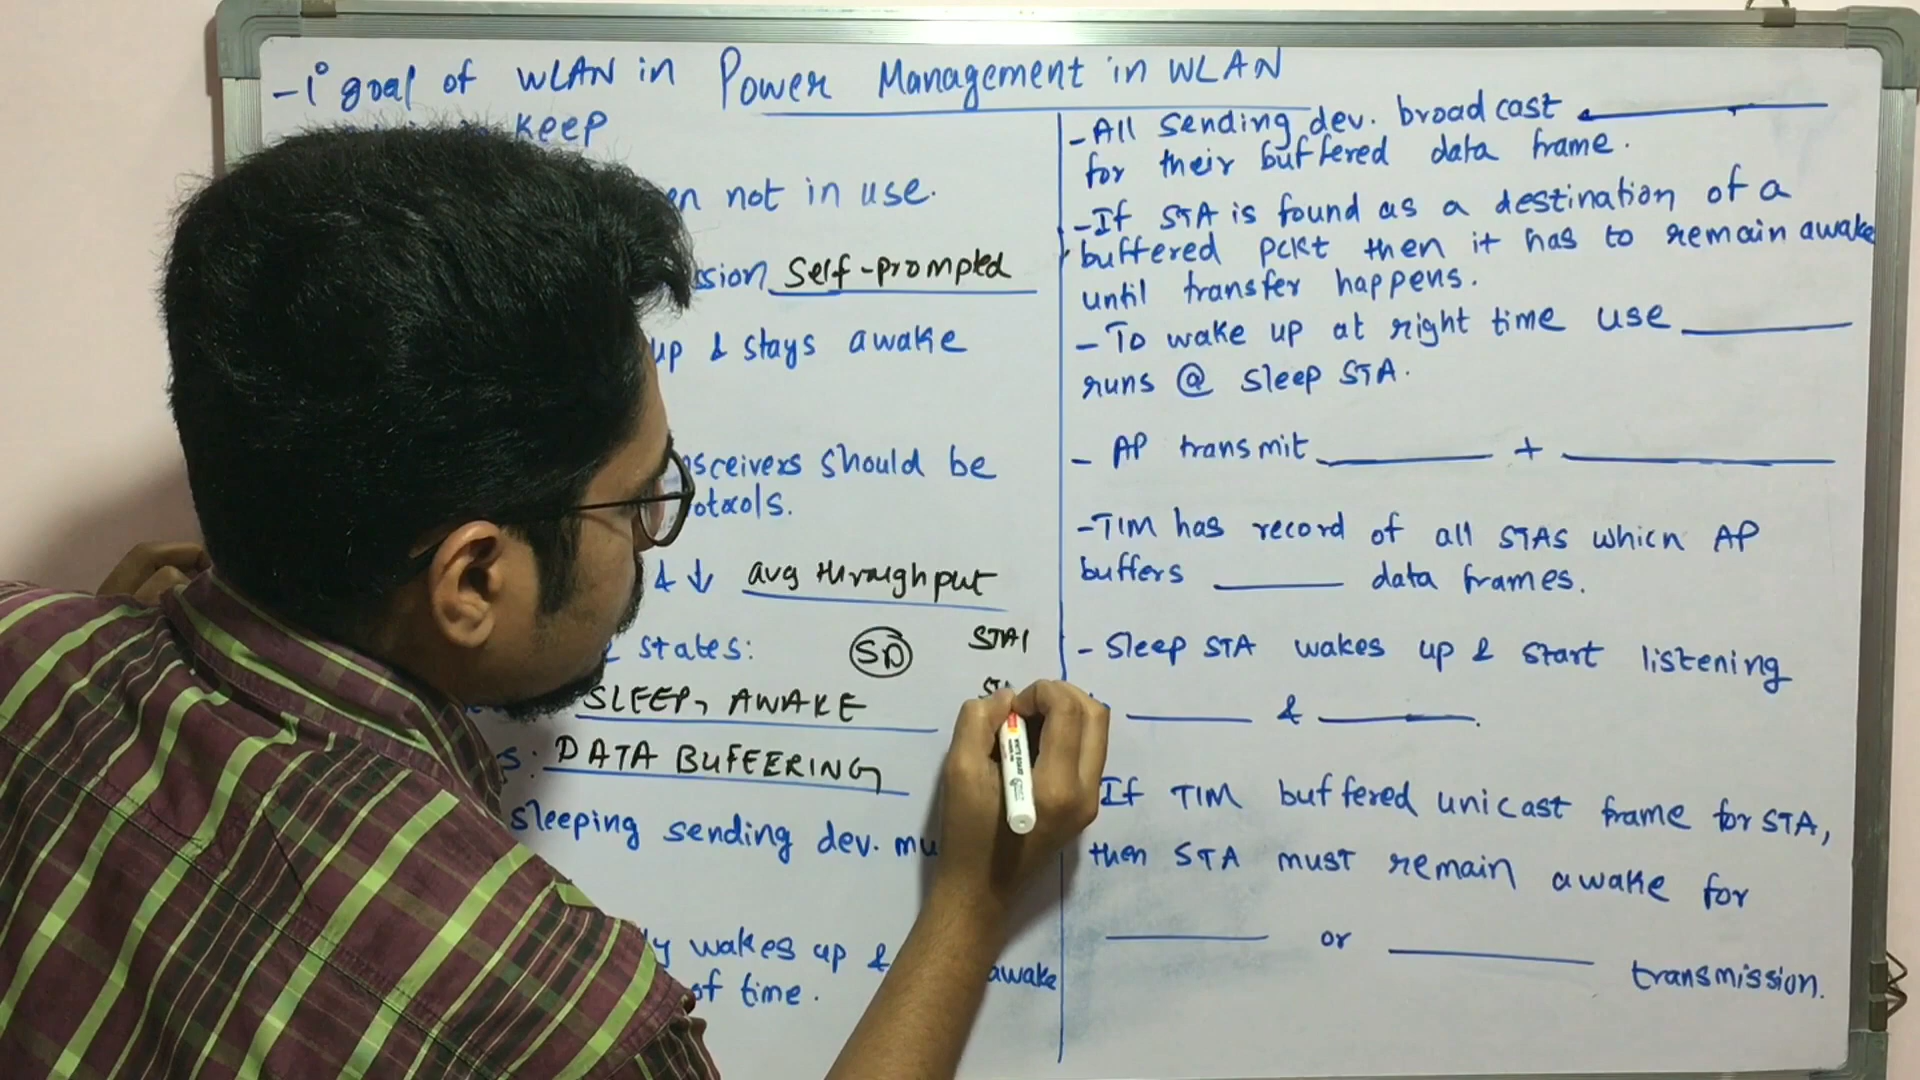 Power Management in WLAN
- 1° goal of WLAN in
keep
not in use.
Self-prompted
up & stays awake
should be
& ↓ avg throughput
states:
SD
STA1
SLEEP, AWAKE
DATA BUFFERING
sleeping sending dev.
wakes up &
awake
of time.
- All sending dev. broadcast
for their buffered data frame.
- If STA is found as a destination of a
buffered pckt then it has to remain awake
until transfer happens.
- To wake up at right time use
runs @ sleep STA.
- AP transmit ______ + ______
- TIM has record of all STAs which AP
buffers ______ data frames.
- Sleep STA wakes up & start listening
______ & ______.
If TIM buffered unicast frame for STA,
then STA must remain awake for
______ or ______
transmission.